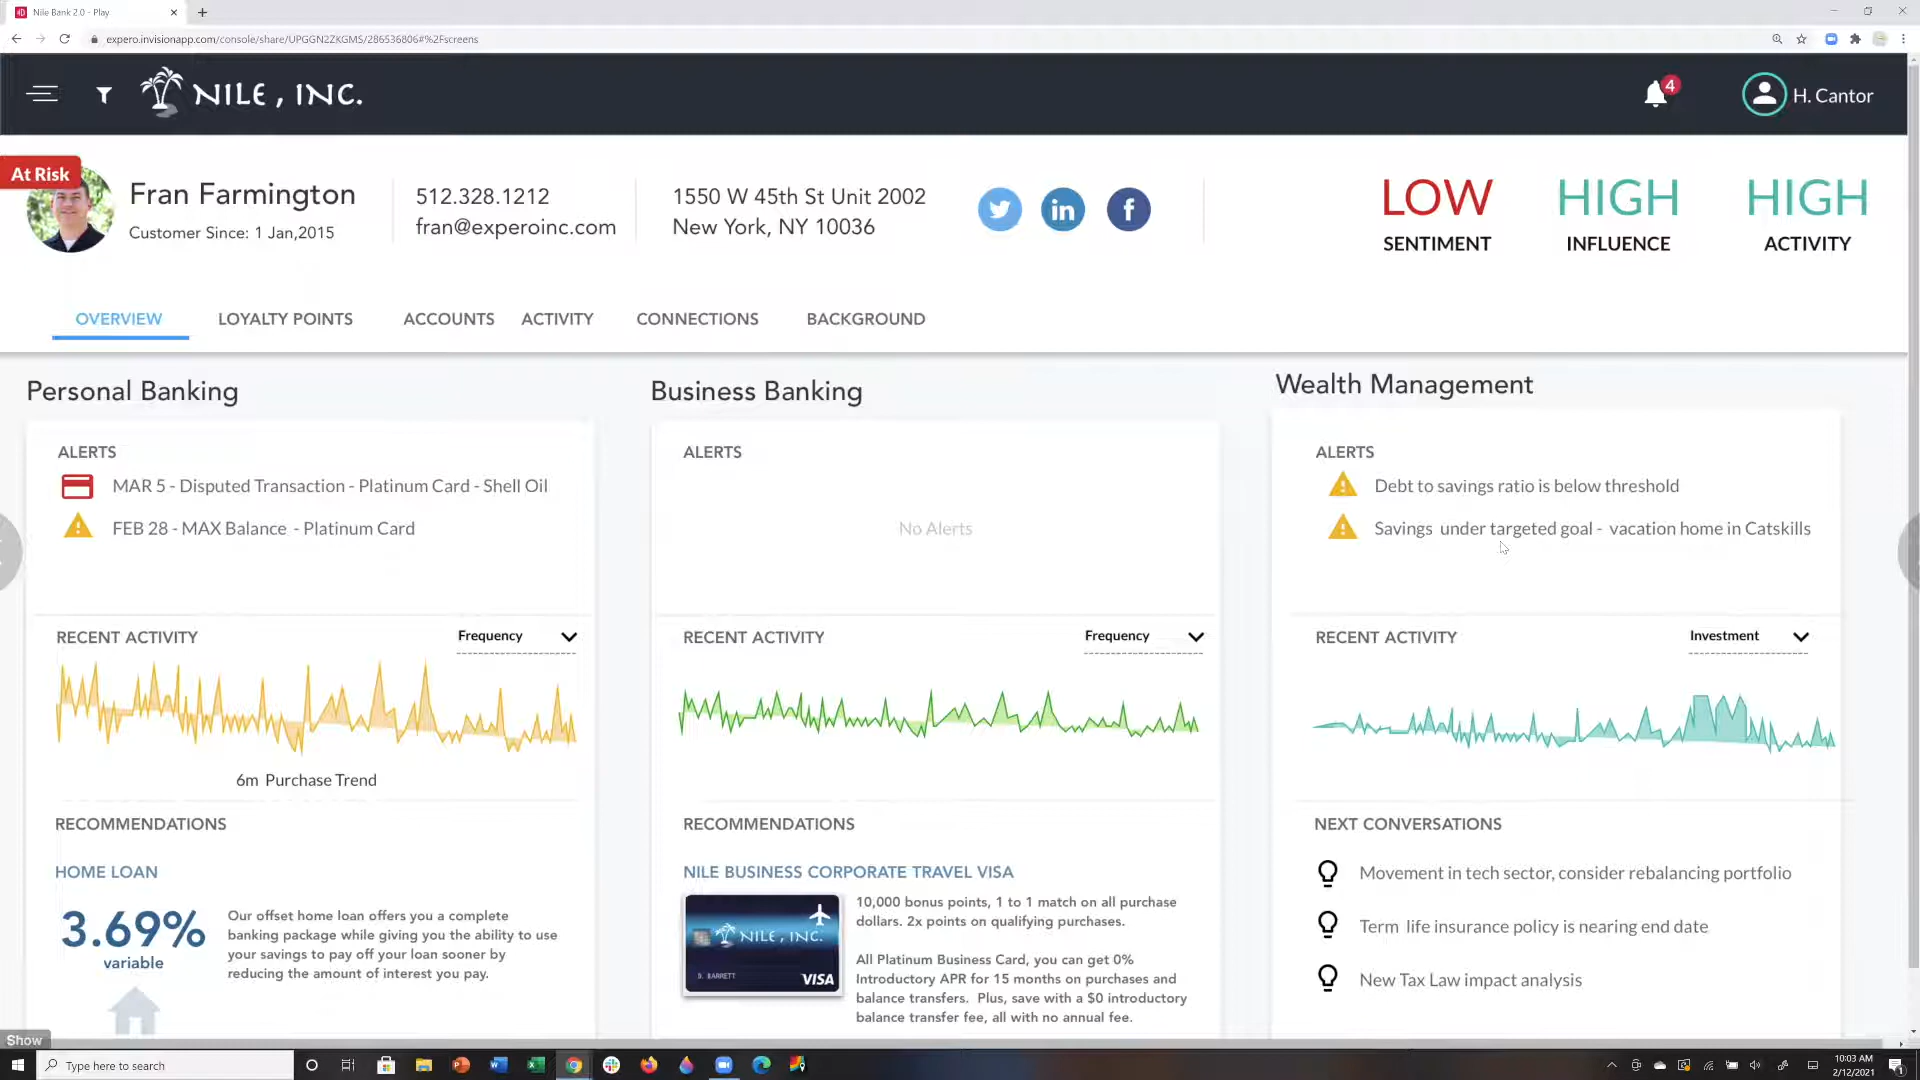 Nile Bank 2.0 - Play
expero.invisionapp.com/console/share/UPGGN2ZKGMS/286536806#%2Fscreens
NILE, INC.
4
H. Cantor
At Risk
Fran Farmington
Customer Since: 1 Jan,2015
512.328.1212
fran@experoinc.com
1550 W 45th St Unit 2002
New York, NY 10036
LOW
SENTIMENT
HIGH
INFLUENCE
HIGH
ACTIVITY
OVERVIEW
LOYALTY POINTS
ACCOUNTS
ACTIVITY
CONNECTIONS
BACKGROUND
Personal Banking
ALERTS
MAR 5 - Disputed Transaction - Platinum Card - Shell Oil
FEB 28 - MAX Balance - Platinum Card
RECENT ACTIVITY
Frequency
6m Purchase Trend
RECOMMENDATIONS
HOME LOAN
3.69%
variable
Our offset home loan offers you a complete
banking package while giving you the ability to use
your savings to pay off your loan sooner by
reducing the amount of interest you pay.
Business Banking
ALERTS
No Alerts
RECENT ACTIVITY
Frequency
RECOMMENDATIONS
NILE BUSINESS CORPORATE TRAVEL VISA
NILE, INC.
D. BARRETT
VISA
10,000 bonus points, 1 to 1 match on all purchase
dollars. 2x points on qualifying purchases.
All Platinum Business Card, you can get 0%
Introductory APR for 15 months on purchases and
balance transfers. Plus, save with a $0 introductory
balance transfer fee, all with no annual fee.
Wealth Management
ALERTS
Debt to savings ratio is below threshold
Savings under targeted goal - vacation home in Catskills
RECENT ACTIVITY
Investment
NEXT CONVERSATIONS
Movement in tech sector, consider rebalancing portfolio
Term life insurance policy is nearing end date
New Tax Law impact analysis
Show
Type here to search
10:03 AM
2/12/2021